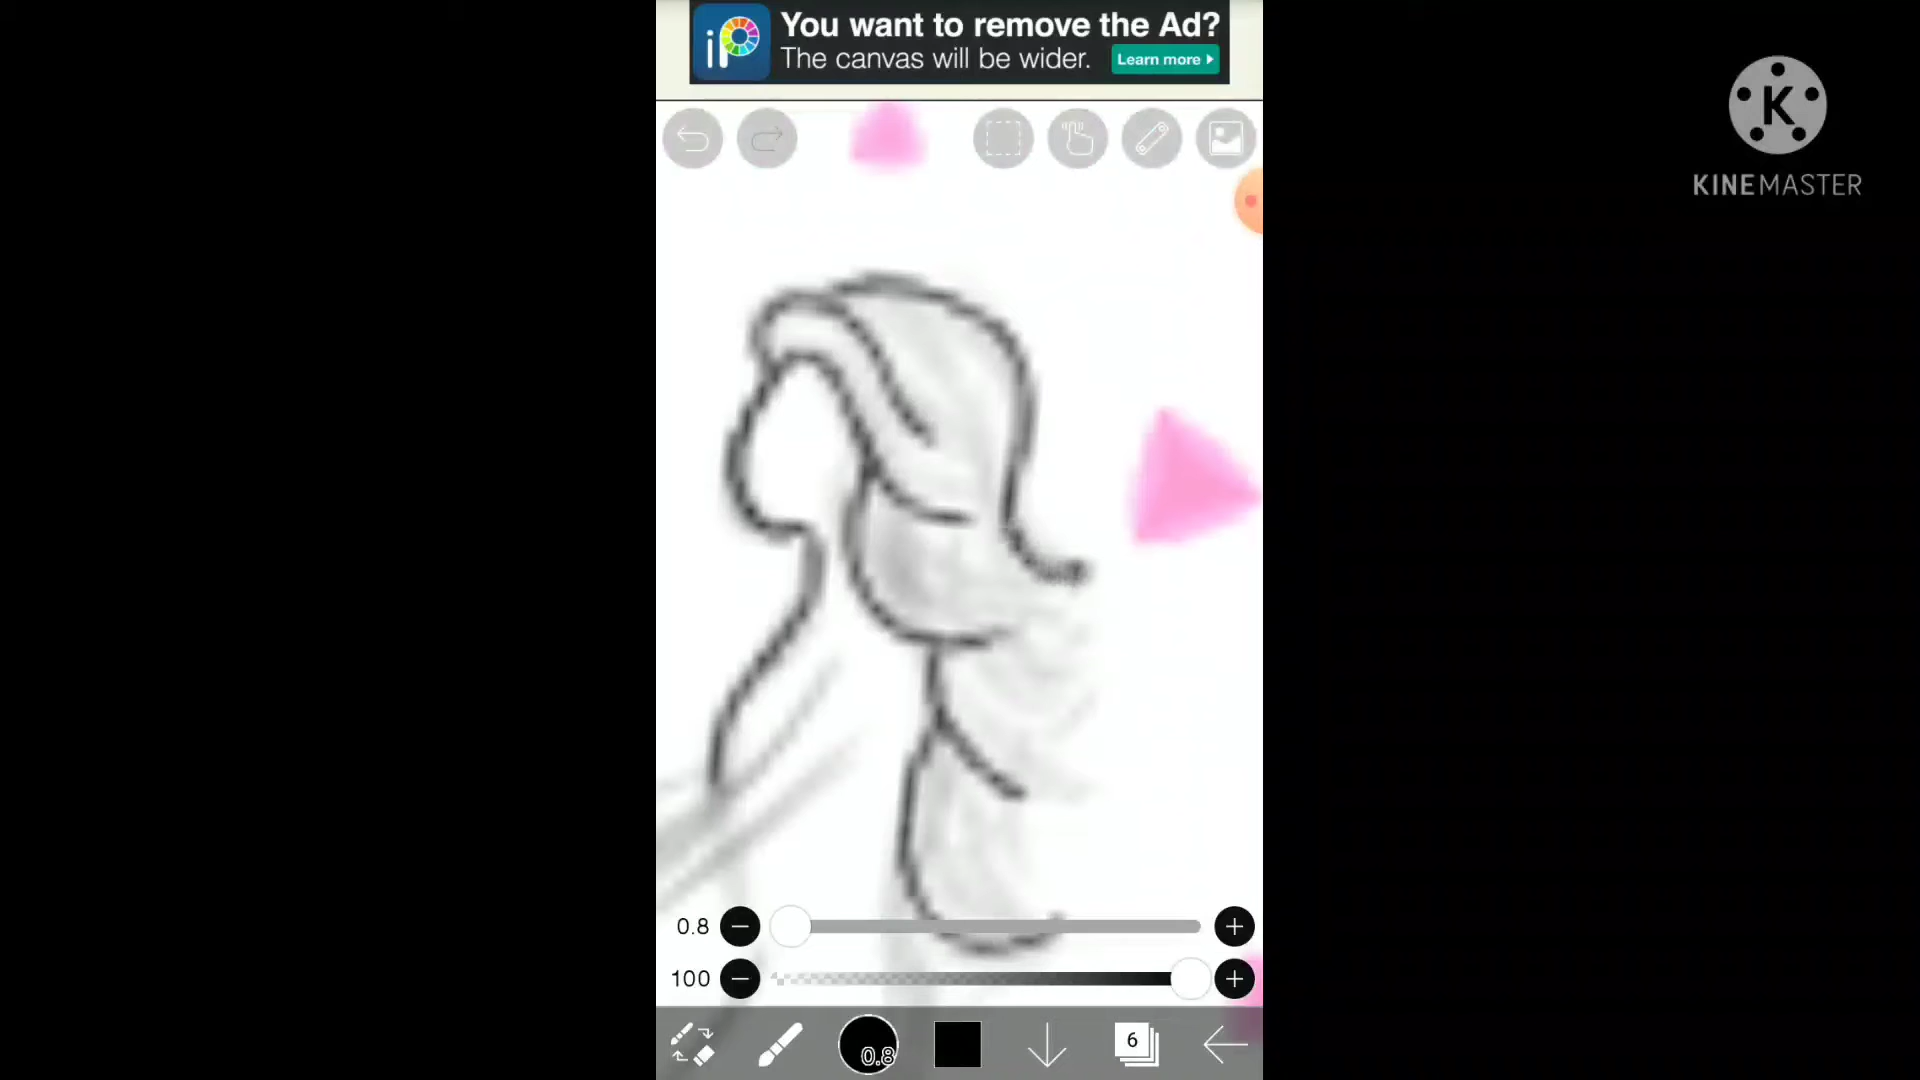 iP
You want to remove the Ad?
The canvas will be wider.
Learn more
K
KINEMASTER
0.8
100
0.8
6